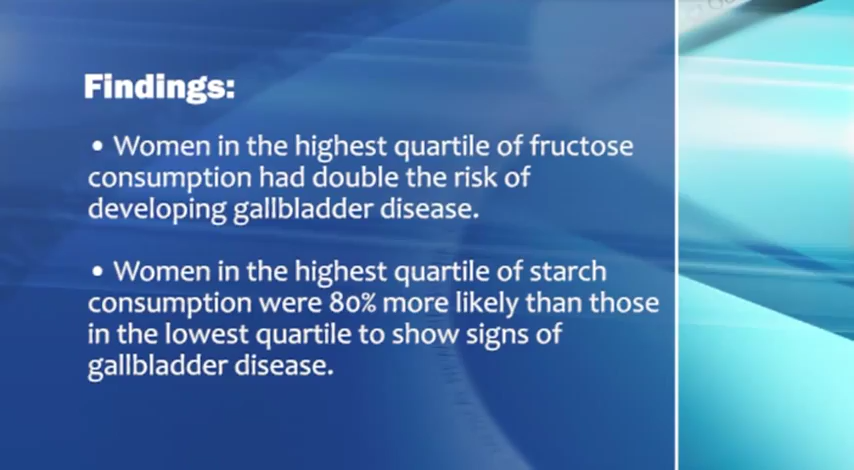 Findings:
• Women in the highest quartile of fructose
consumption had double the risk of
developing gallbladder disease.
• Women in the highest quartile of starch
consumption were 80% more likely than those
in the lowest quartile to show signs of
gallbladder disease.